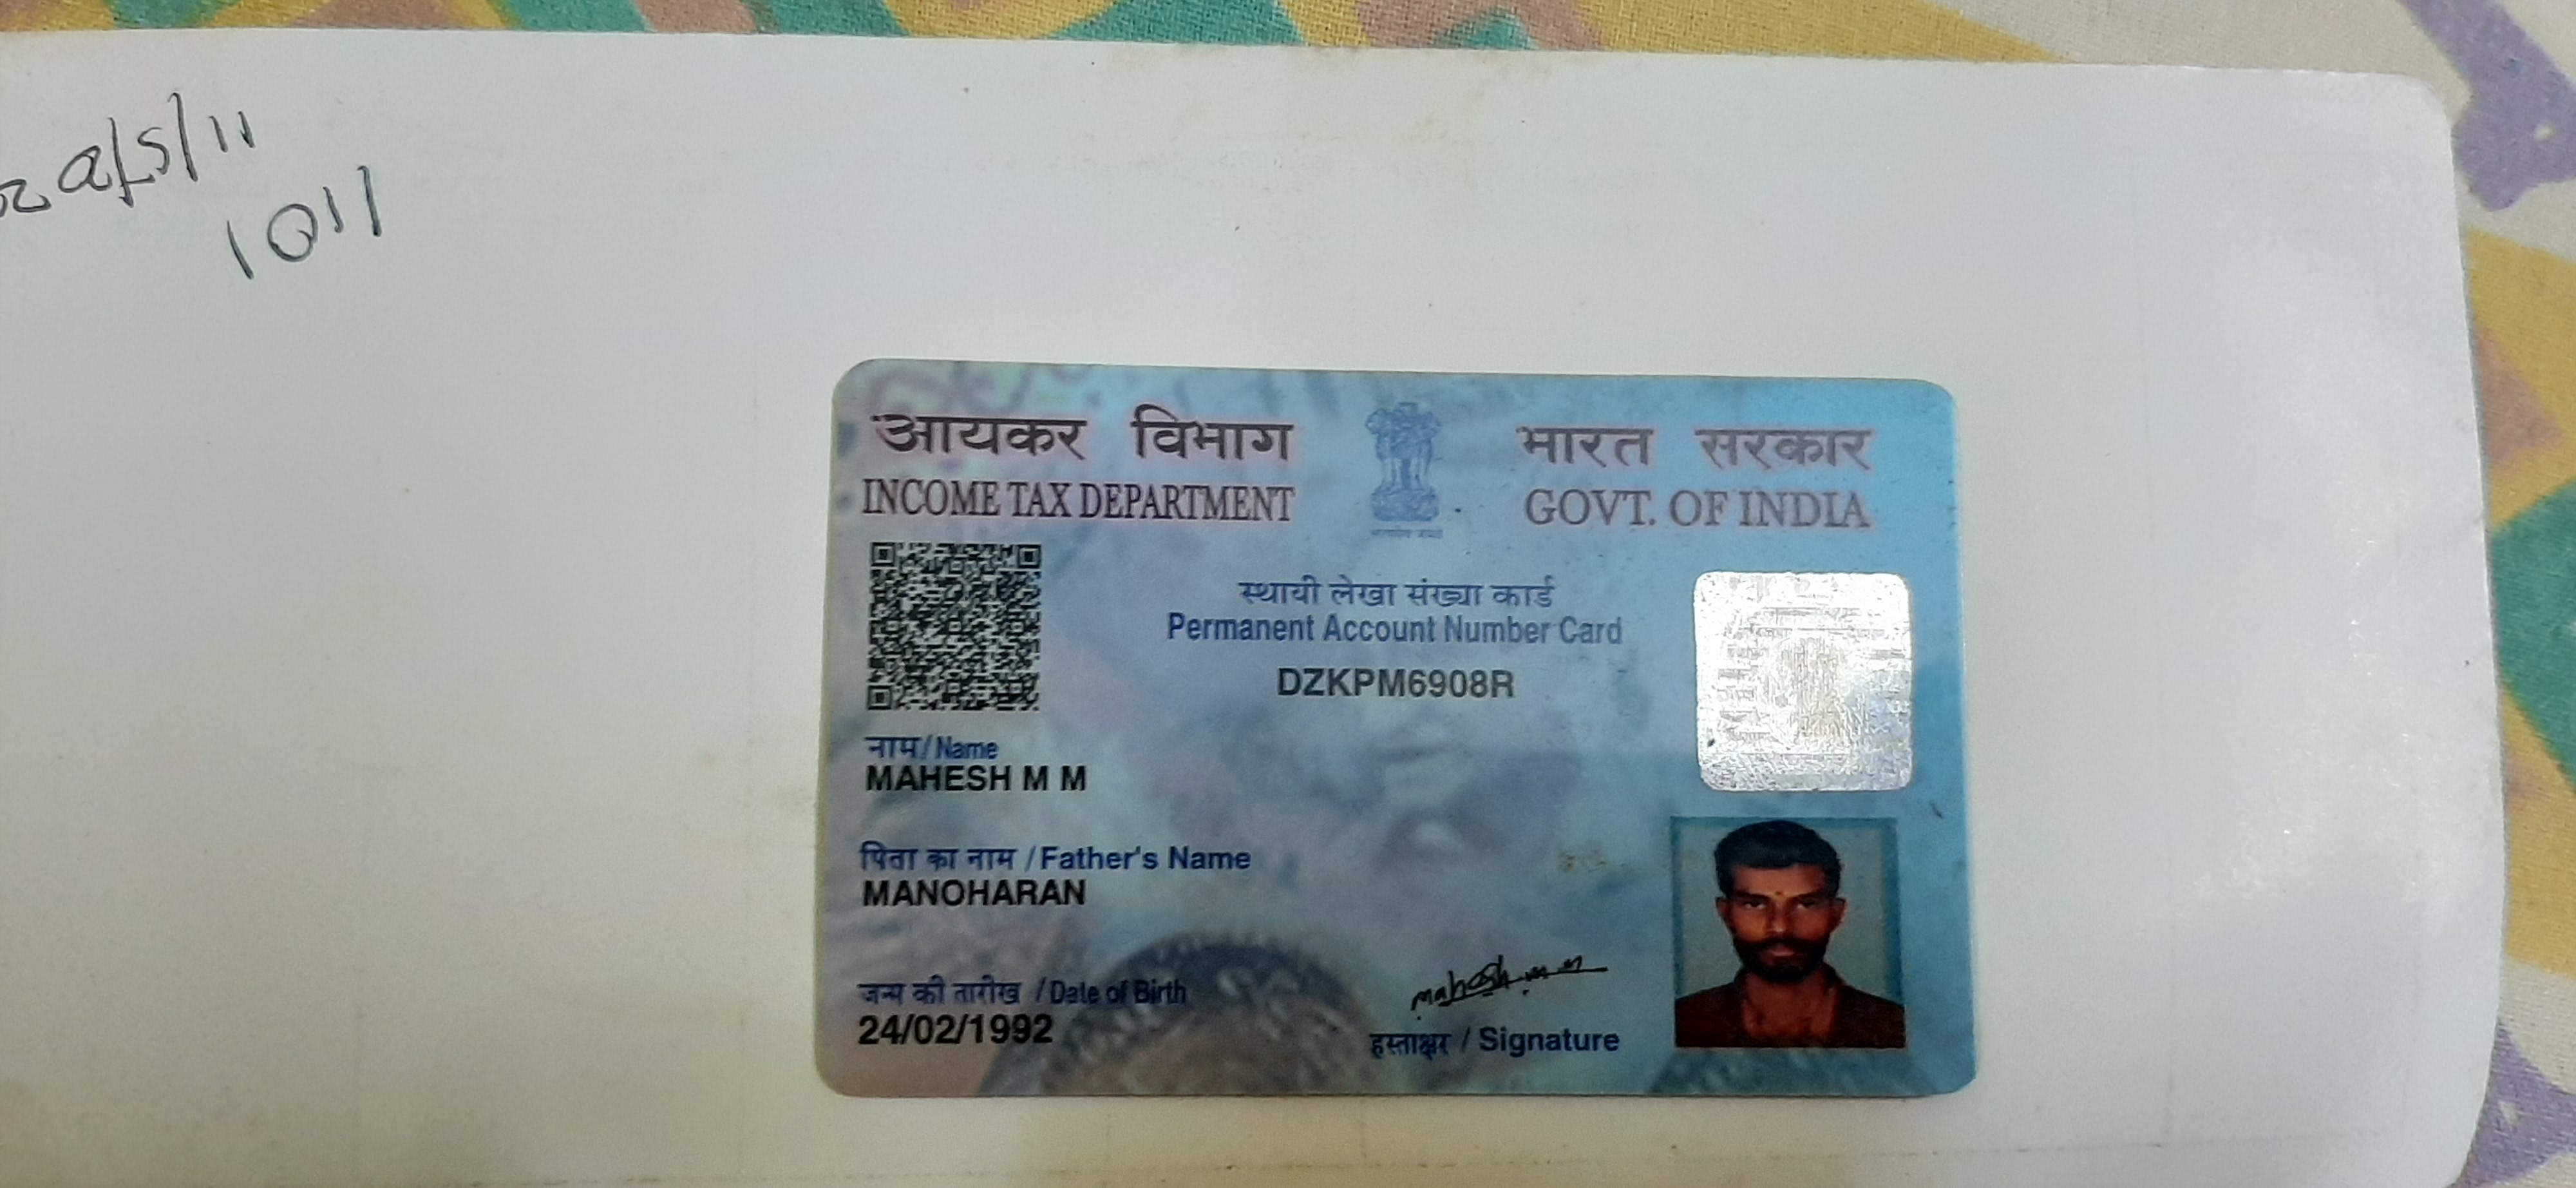 22/5/11
1011
आयकर विभाग
INCOME TAX DEPARTMENT
भारत सरकार
GOVT. OF INDIA
स्थायी लेखा संख्या कार्ड
Permanent Account Number Card
DZKPM6908R
नाम/Name
MAHESH M M
पिता का नाम /Father's Name
MANOHARAN
जन्म की तारीख /Date of Birth
24/02/1992
mahesh m m
हस्ताक्षर / Signature